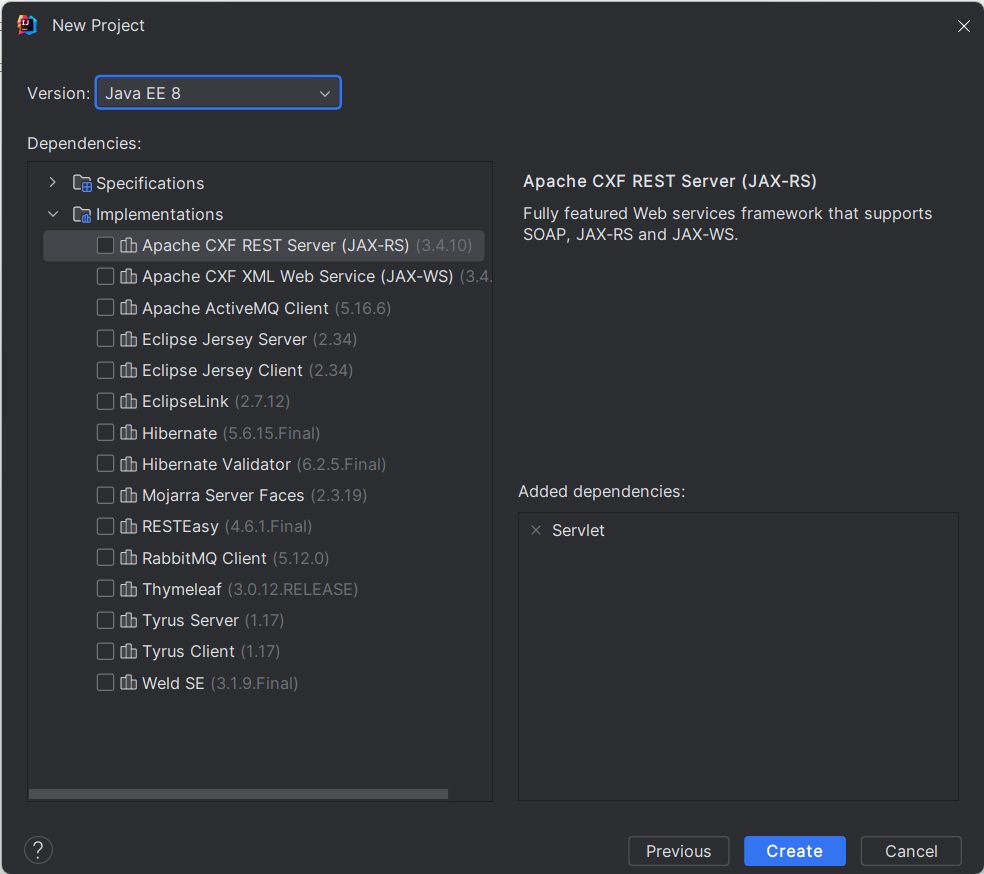 New Project
Version: Java EE 8
Dependencies:
Specifications
Implementations
Apache CXF REST Server (JAX-RS) (3.4.10)
Apache CXF XML Web Service (JAX-WS) (3.4.
Apache ActiveMQ Client (5.16.6)
Eclipse Jersey Server (2.34)
Eclipse Jersey Client (2.34)
EclipseLink (2.7.12)
Hibernate (5.6.15.Final)
Hibernate Validator (6.2.5.Final)
Mojarra Server Faces (2.3.19)
RESTEasy (4.6.1.Final)
RabbitMQ Client (5.12.0)
Thymeleaf (3.0.12.RELEASE)
Tyrus Server (1.17)
Tyrus Client (1.17)
Weld SE (3.1.9.Final)
Apache CXF REST Server (JAX-RS)
Fully featured Web services framework that supports
SOAP, JAX-RS and JAX-WS.
Added dependencies:
Servlet
?
Previous
Create
Cancel